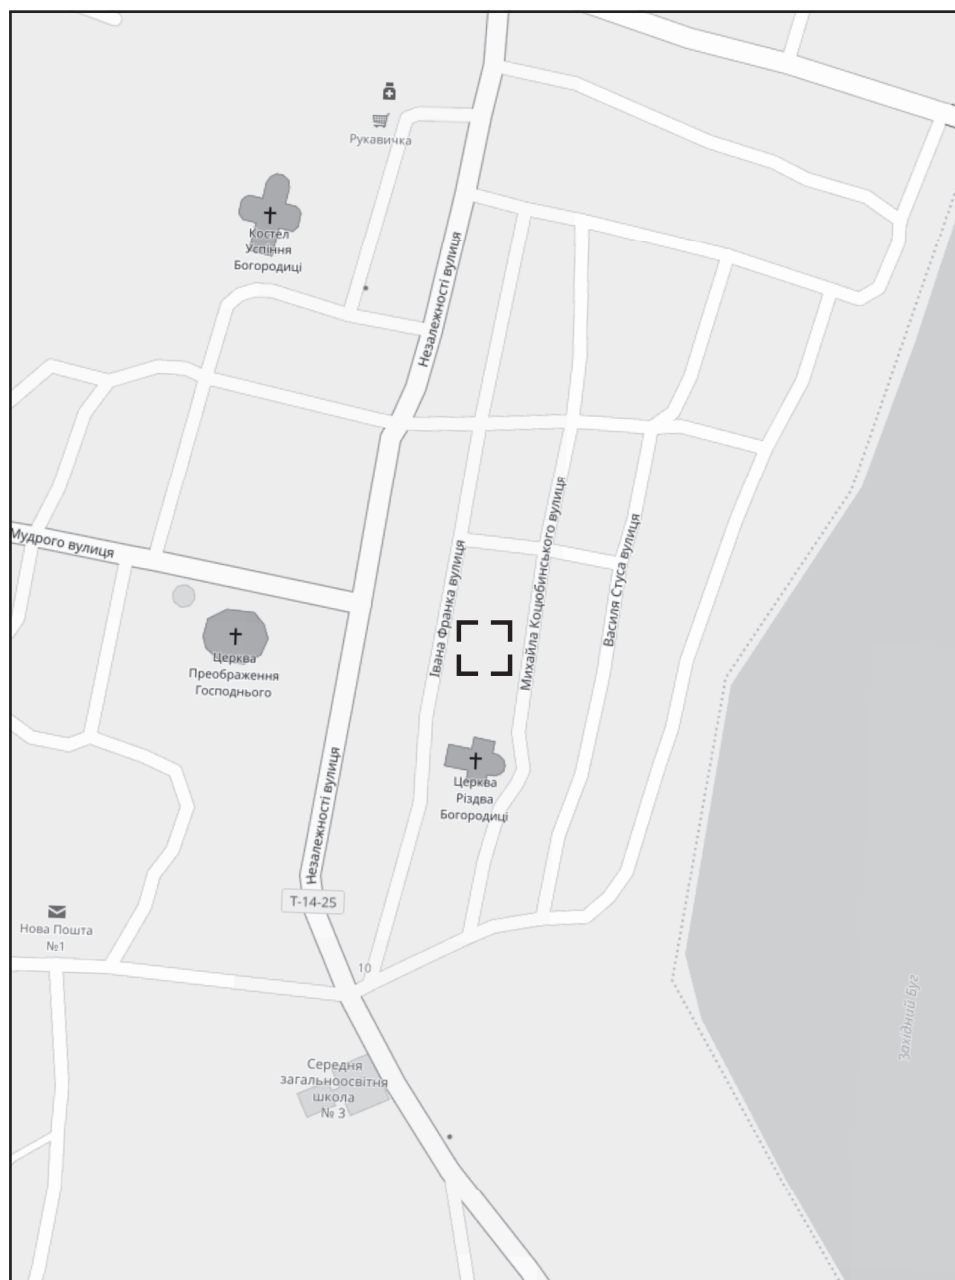 Рукавичка
Костел
Успіння
Богородиці
Незалежності вулиця
Мудрого вулиця
Івана Франка вулиця
Михайла Коцюбинського вулиця
Василя Стуса вулиця
Церква
Преображення
Господнього
Незалежності вулиця
Церква
Різдва
Богородиці
Т-14-25
Нова Пошта
№1
10
Західний Буг
Середня
загальноосвітня
школа
№ 3